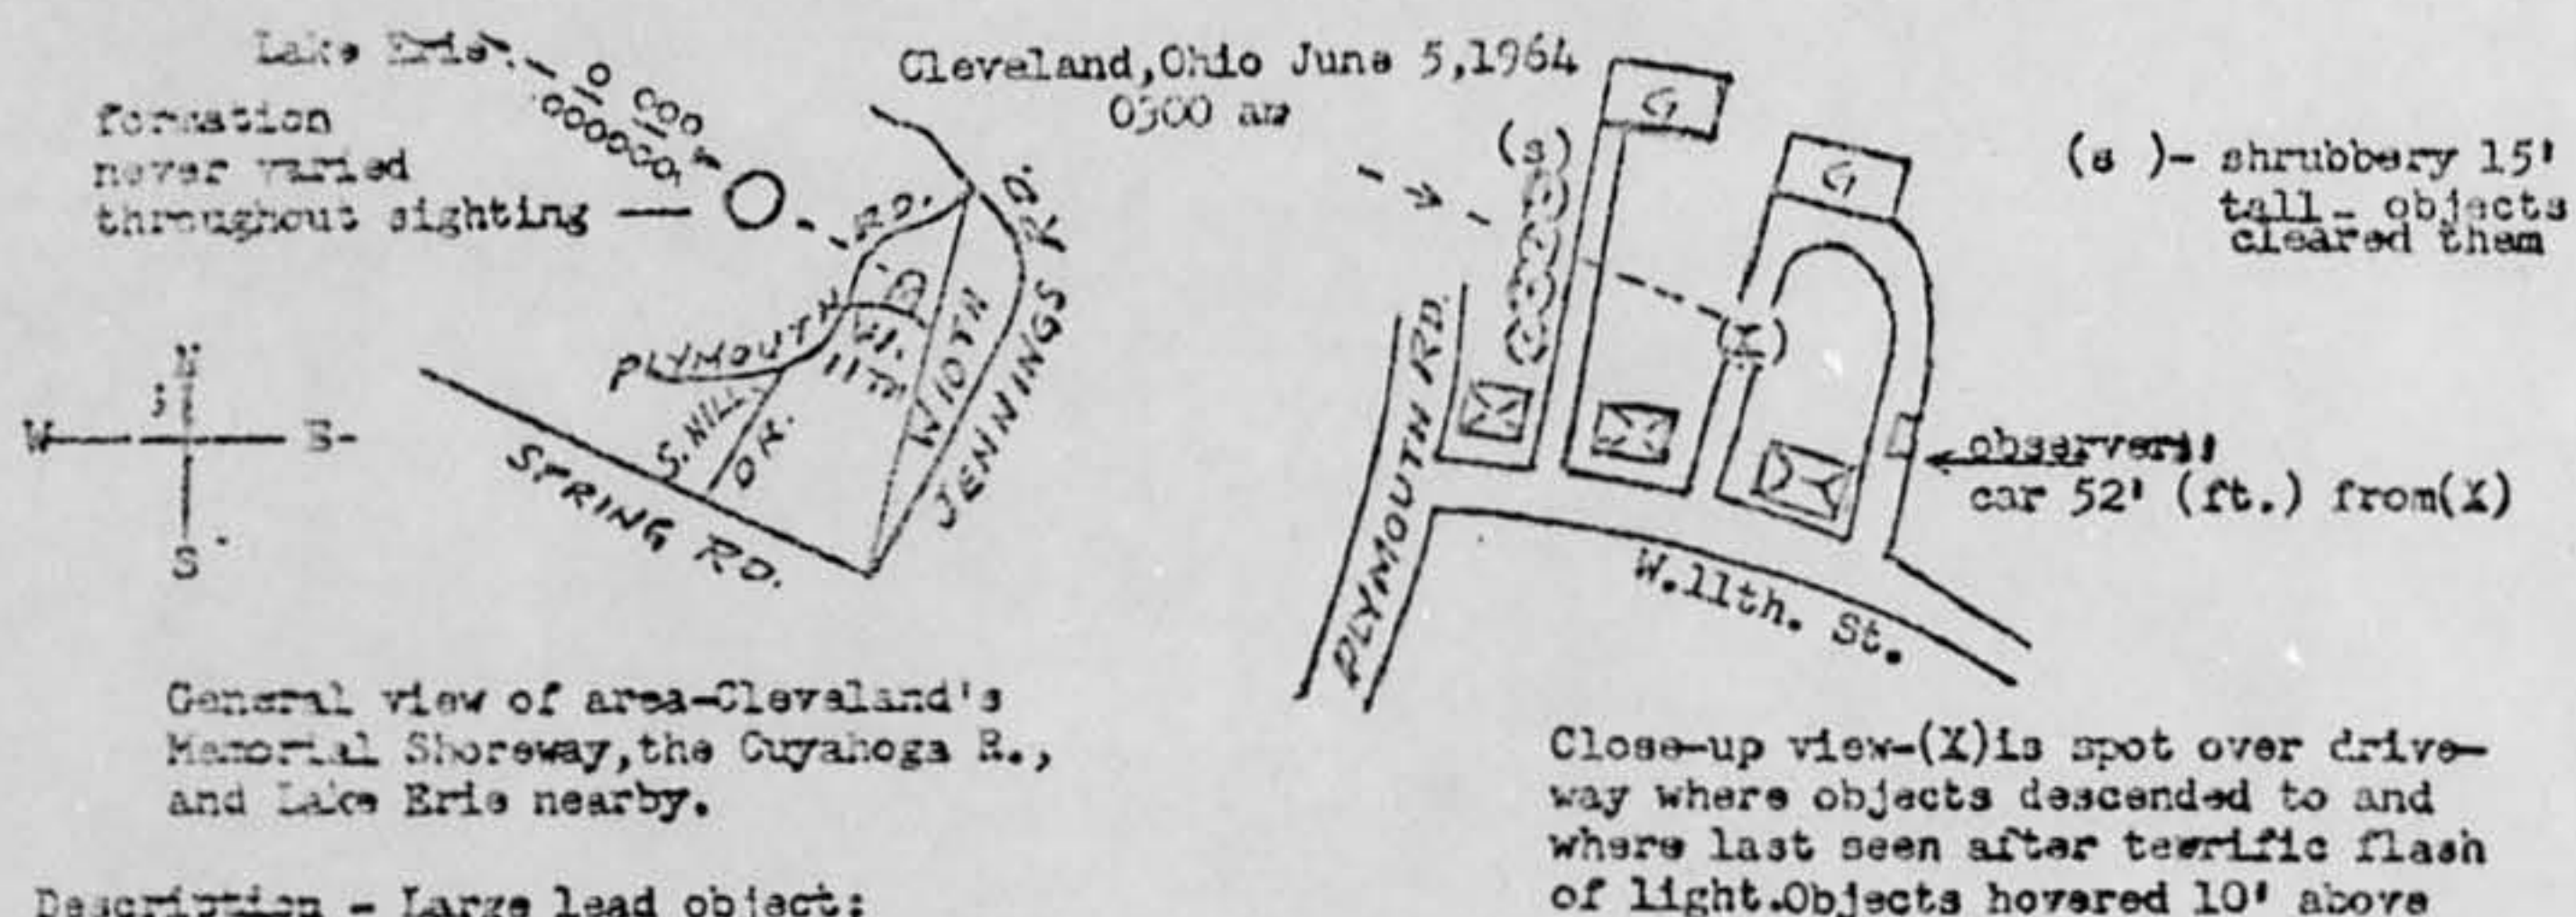 Lake Erie
Cleveland, Ohio June 5, 1964
0300 am
formation
never varied
throughout sighting
RD.
DR.
PLYMOUTH
W.
11TH
W10TH
JENNINGS
S. HILL
DR.
SPRING RD.
N
W
E-
S
General view of area-Cleveland's
Memorial Shoreway, the Cuyahoga R.,
and Lake Erie nearby.
(s)
G
G
(s )- shrubbery 15'
tall - objects
cleared them
(X)
PLYMOUTH RD.
PLYMOUTH
observer's
car 52' (ft.) from(X)
W.11th. St.
Close-up view-(X)is spot over drive-
way where objects descended to and
where last seen after terrific flash
of light.Objects hovered 10' above
Description - Large lead object: